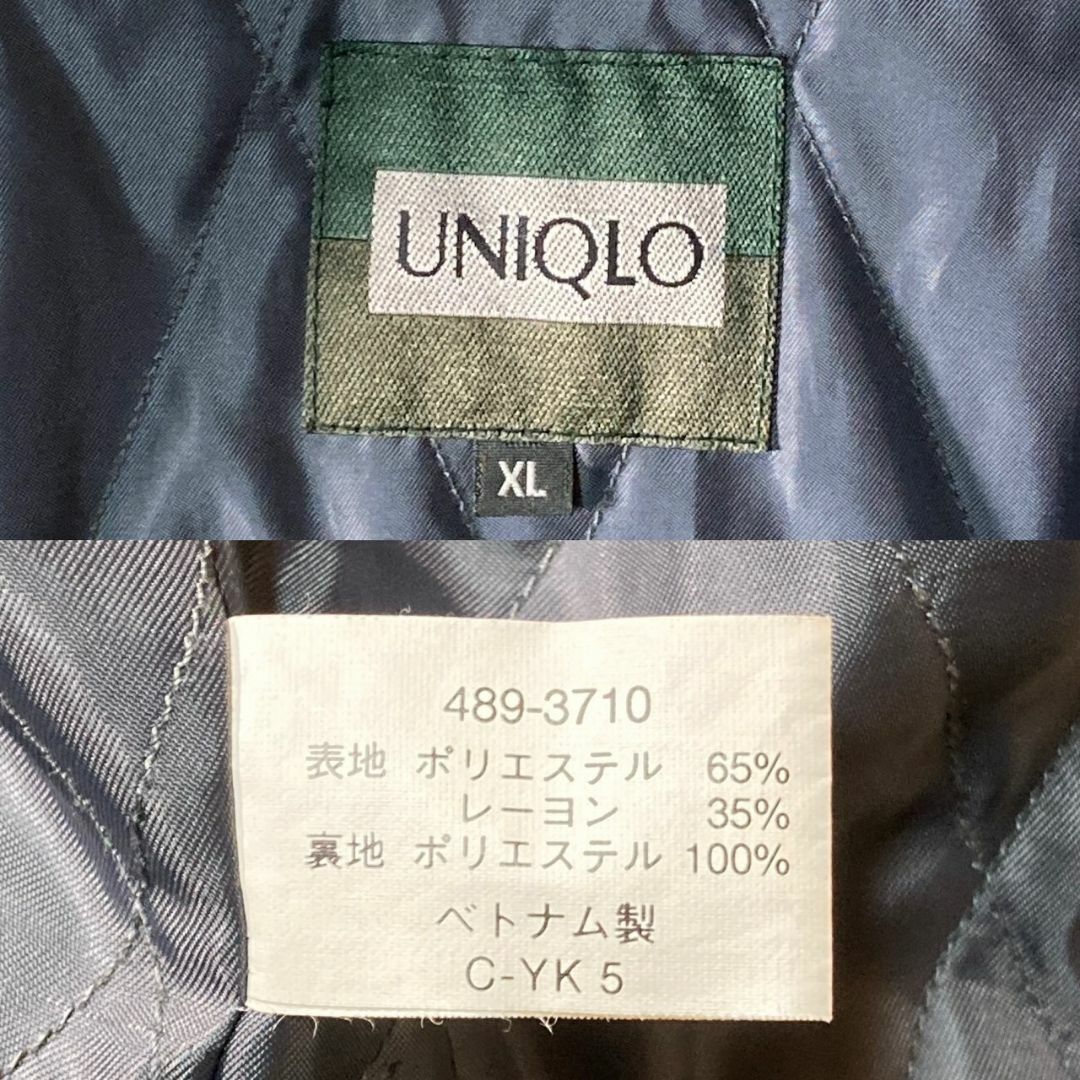 UNIQLO
XL
489-3710
表地 ポリエステル 65%
レーヨン 35%
裏地 ポリエステル 100%
ベトナム製
C-YK 5